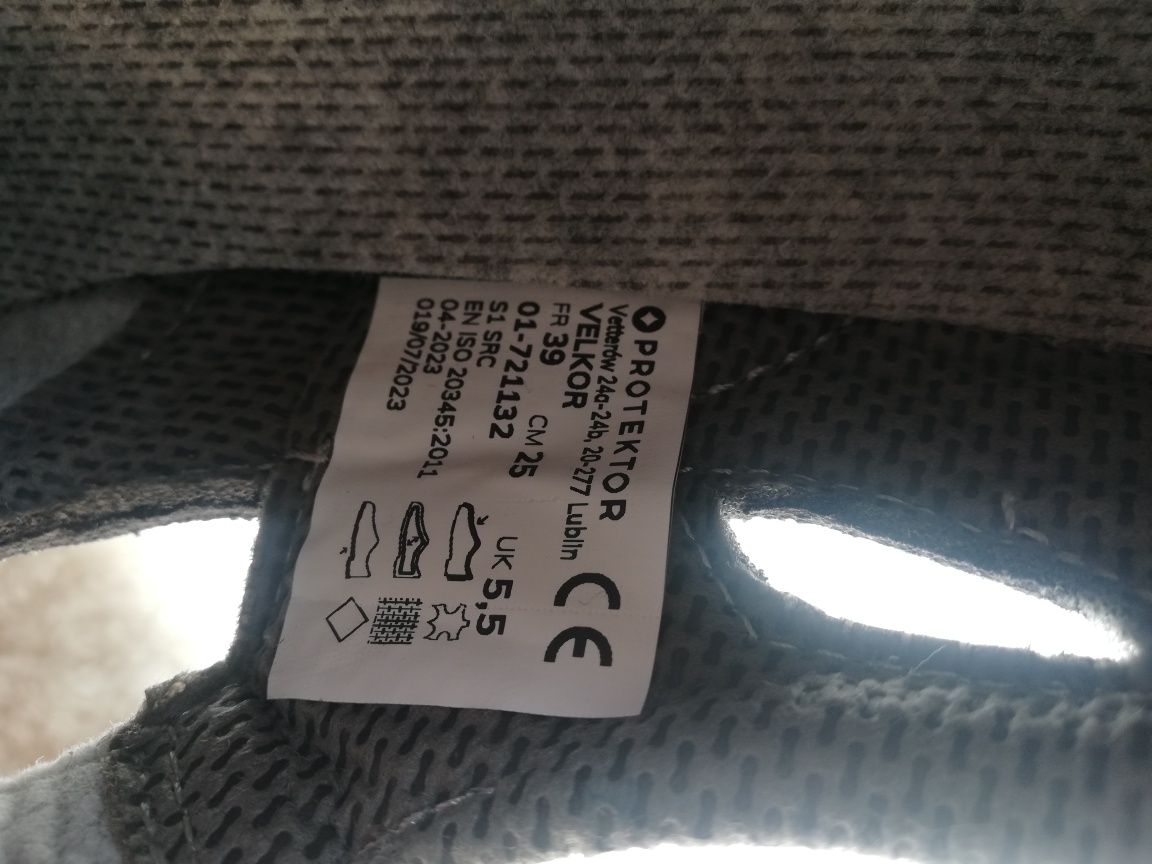 PROTEKTOR
Vetterów 24a-24b, 20-277 Lublin
VELKOR
CE
FR 39 CM 25 UK 5,5
01-721132
S1 SRC
EN ISO 20345:2011
04-2023
019/07/2023